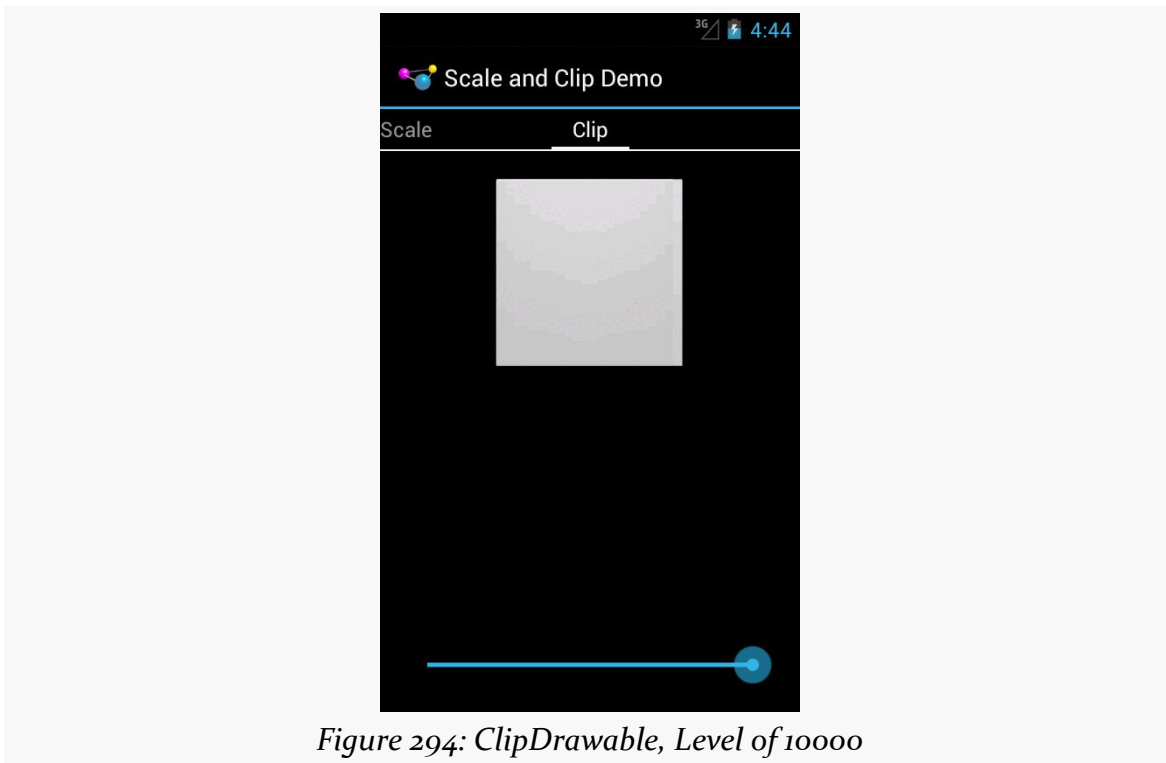 3G 4:44
Scale and Clip Demo
Scale Clip
Figure 294: ClipDrawable, Level of 10000